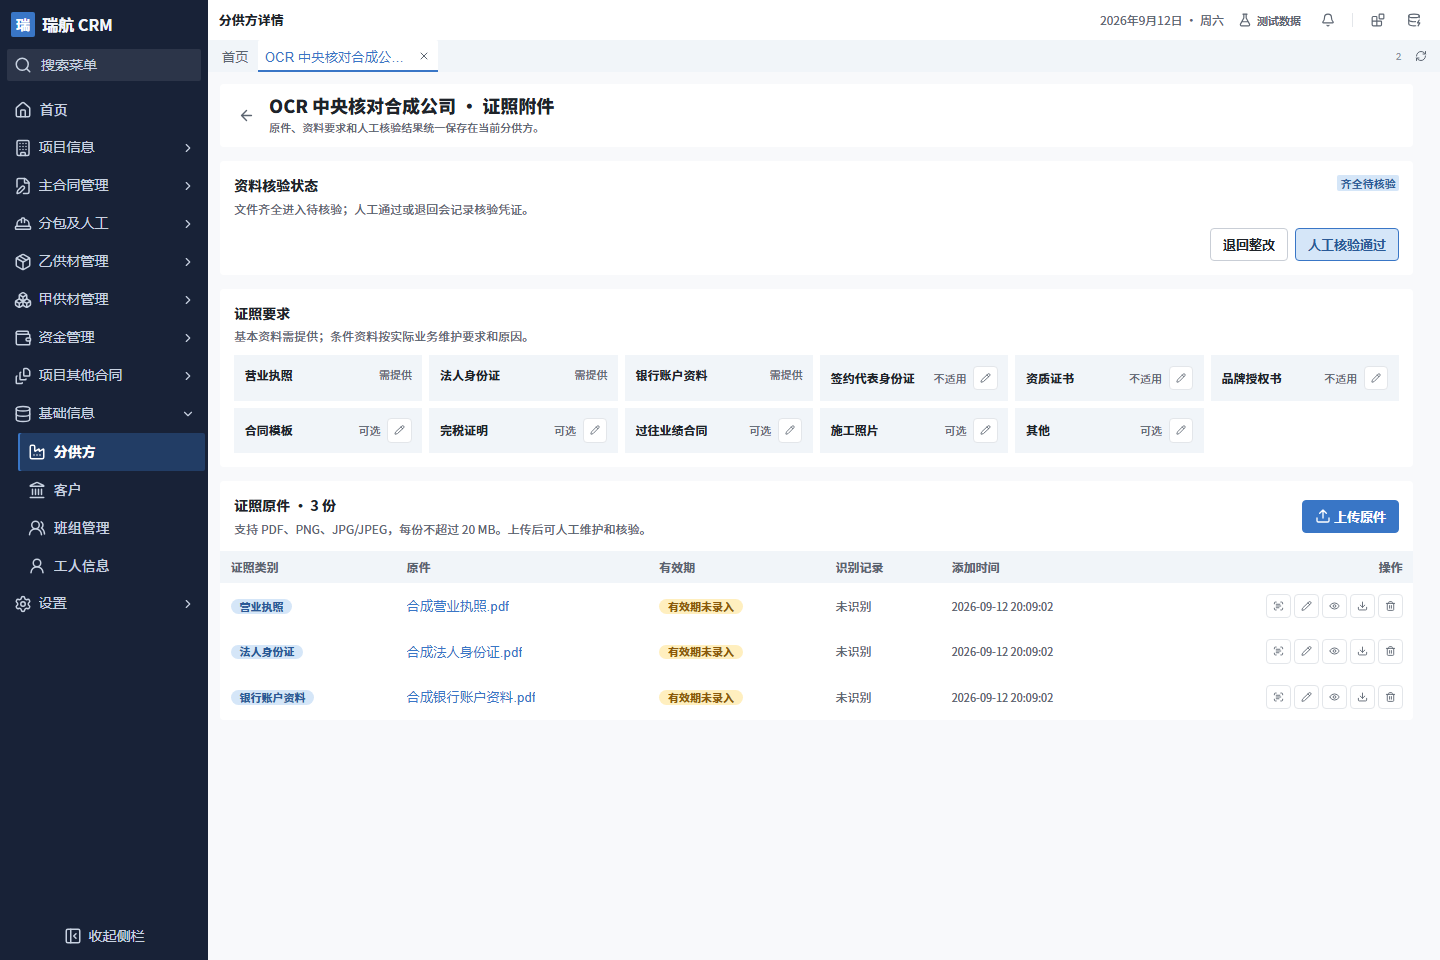 瑞 瑞航 CRM
搜索菜单
首页
项目信息
主合同管理
分包及人工
乙供材管理
甲供材管理
资金管理
项目其他合同
基础信息
分供方
客户
班组管理
工人信息
设置
收起侧栏
分供方详情
2026年9月12日 • 周六 测试数据
首页 OCR 中央核对合成公... 2
OCR 中央核对合成公司 • 证照附件
原件、资料要求和人工核验结果统一保存在当前分供方。
资料核验状态 齐全待核验
文件齐全进入待核验；人工通过或退回会记录核验凭证。
退回整改 人工核验通过
证照要求
基本资料需提供；条件资料按实际业务维护要求和原因。
营业执照 需提供 法人身份证 需提供 银行账户资料 需提供 签约代表身份证 不适用 资质证书 不适用 品牌授权书 不适用
合同模板 可选 完税证明 可选 过往业绩合同 可选 施工照片 可选 其他 可选
证照原件 • 3 份
支持 PDF、PNG、JPG/JPEG，每份不超过 20 MB。上传后可人工维护和核验。
上传原件
证照类别 原件 有效期 识别记录 添加时间 操作
营业执照 合成营业执照.pdf 有效期未录入 未识别 2026-09-12 20:09:02
法人身份证 合成法人身份证.pdf 有效期未录入 未识别 2026-09-12 20:09:02
银行账户资料 合成银行账户资料.pdf 有效期未录入 未识别 2026-09-12 20:09:02